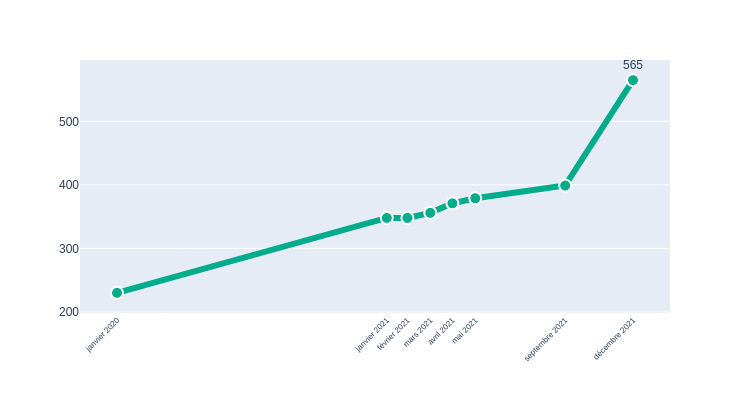 565
500
400
300
200
janvier 2020
janvier 2021
février 2021
mars 2021
avril 2021
mai 2021
septembre 2021
décembre 2021